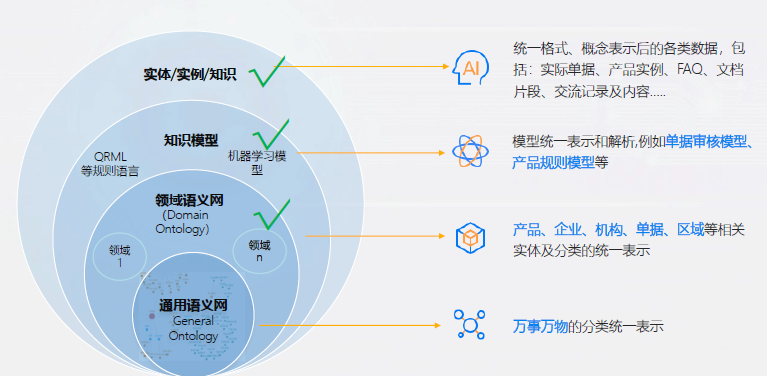 实体/实例/知识
统一格式、概念表示后的各类数据，包
括：实际单据、产品实例、FAQ、文档
片段、交流记录及内容.....
AI
知识模型
QRML
等规则语言
机器学习模
型
模型统一表示和解析,例如单据审核模型、
产品规则模型等
领域语义网
（Domain
Ontology）
领域
1
领域
n
产品、企业、机构、单据、区域等相关
实体及分类的统一表示
通用语义网
General
Ontology
万事万物的分类统一表示